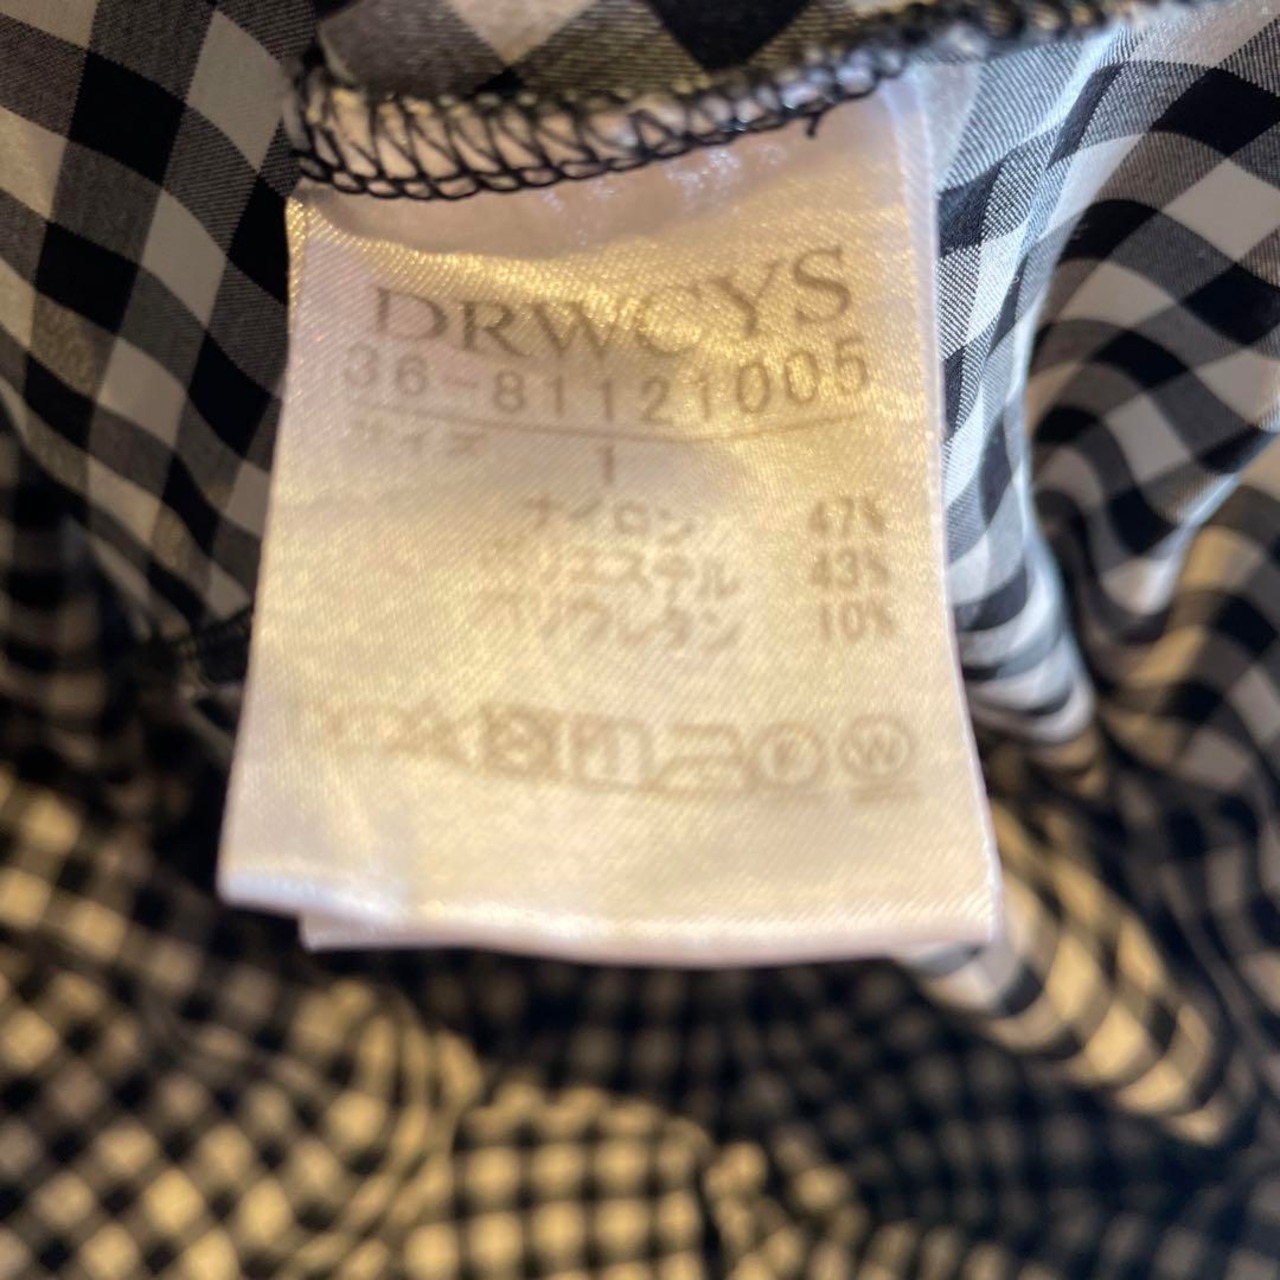 DRWCYS
36-81121005
サイズ 1
ナイロン 47%
ポリエステル 43%
ポリウレタン 10%
F W